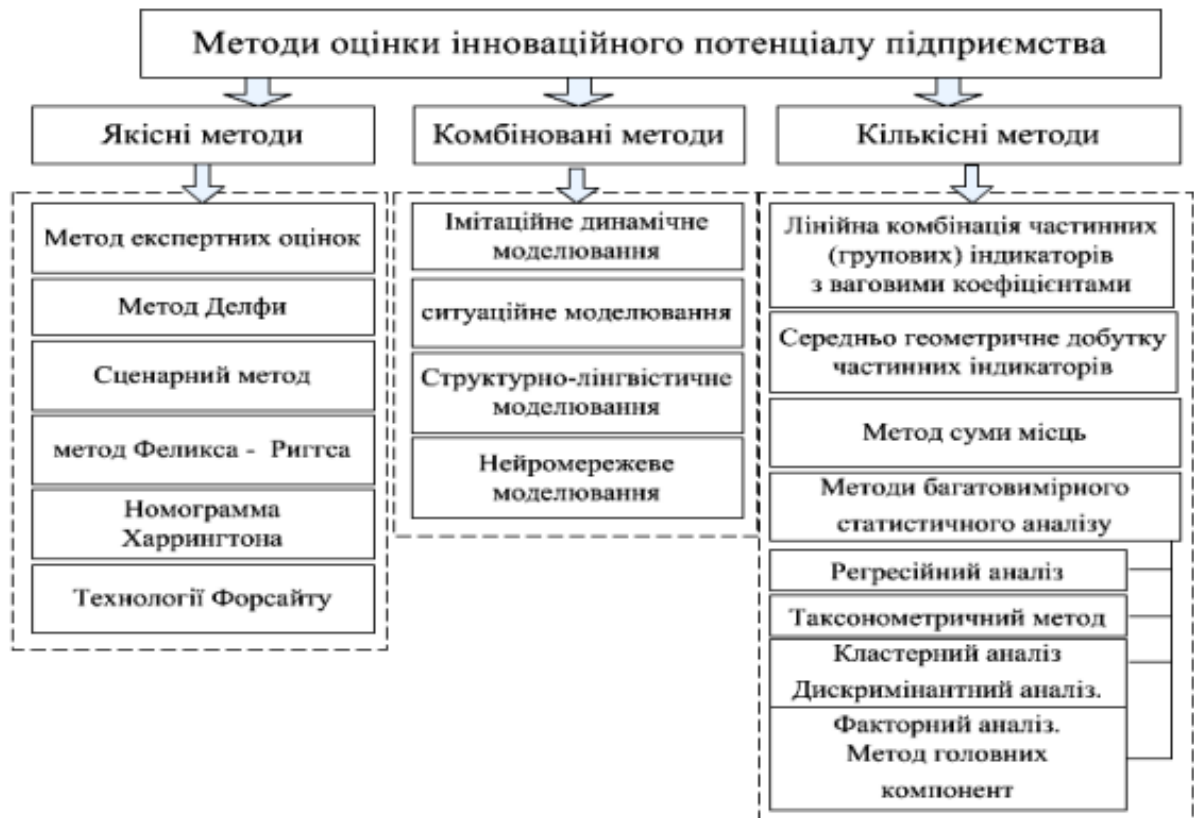 Методи оцінки інноваційного потенціалу підприємства
Якісні методи
Комбіновані методи
Кількісні методи
Метод експертних оцінок
Метод Делфи
Сценарний метод
метод Феликса - Риггса
Номограмма
Харрингтона
Технології Форсайту
Імітаційне динамічне
моделювання
ситуаційне моделювання
Структурно-лінгвістичне
моделювання
Нейромережеве
моделювання
Лінійна комбінація частинних
(групових) індикаторів
з ваговими коефіцієнтами
Середньо геометричне добутку
частинних індикаторів
Метод суми місць
Методи багатовимірного
статистичного аналізу
Регресійний аналіз
Таксонометричний метод
Кластерний аналіз
Дискримінантний аналіз.
Факторний аналіз.
Метод головних
компонент